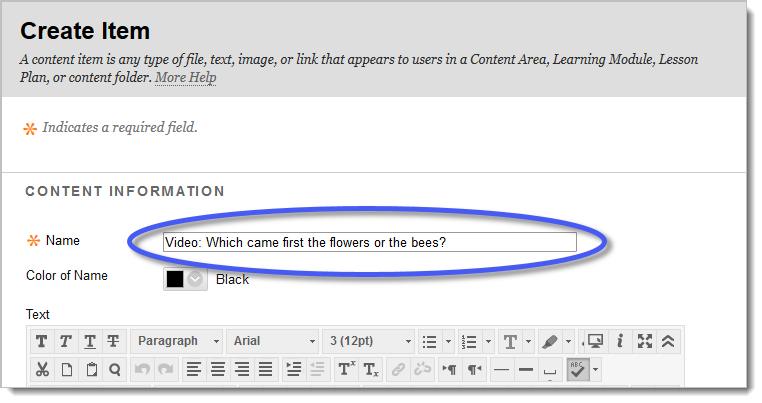 Create Item
A content item is any type of file, text, image, or link that appears to users in a Content Area, Learning Module, Lesson
Plan, or content folder. More Help
Indicates a required field.
CONTENT INFORMATION
Name
Video: Which came first the flowers or the bees?
Color of Name
Black
Text
T T T T Paragraph Arial 3 (12pt) T i
T× Tx ¶ ¶ ABC